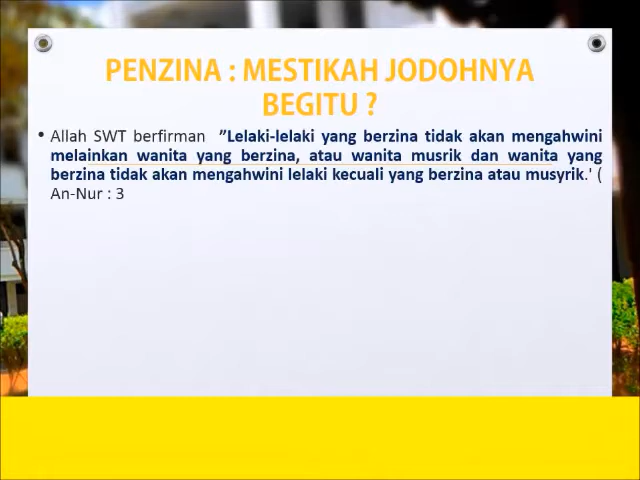 PENZINA : MESTIKAH JODOHNYA
BEGITU ?
• Allah SWT berfirman "Lelaki-lelaki yang berzina tidak akan mengahwini
melainkan wanita yang berzina, atau wanita musrik dan wanita yang
berzina tidak akan mengahwini lelaki kecuali yang berzina atau musyrik.' (
An-Nur : 3